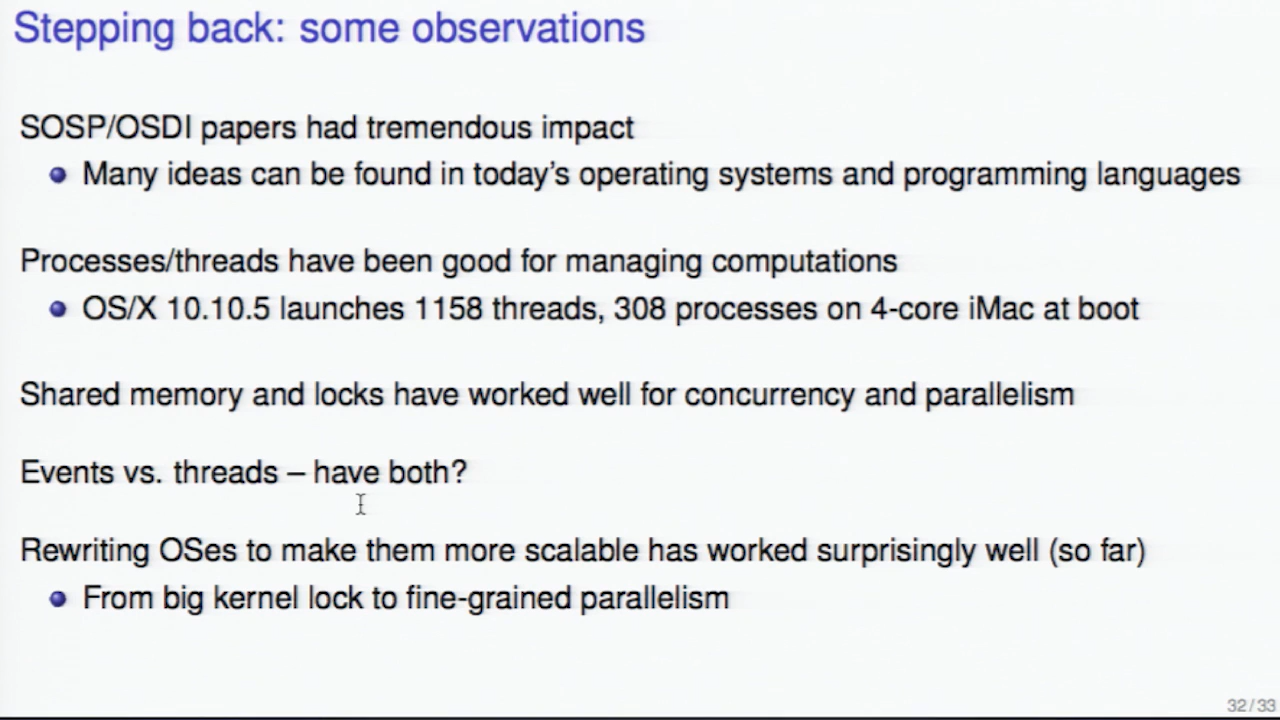 Stepping back: some observations
SOSP/OSDI papers had tremendous impact
Many ideas can be found in today's operating systems and programming languages
Processes/threads have been good for managing computations
OS/X 10.10.5 launches 1158 threads, 308 processes on 4-core iMac at boot
Shared memory and locks have worked well for concurrency and parallelism
Events vs. threads – have both?
Rewriting OSes to make them more scalable has worked surprisingly well (so far)
From big kernel lock to fine-grained parallelism
32/33